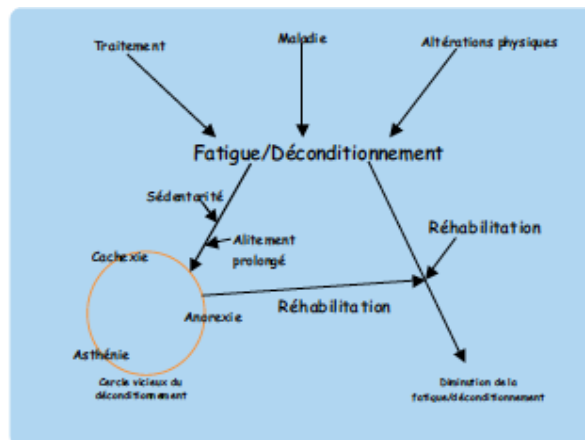 Traitement
Maladie
Altérations physiques
Fatigue/Déconditionnement
Sédentarité
Alitement
prolongé
Réhabilitation
Cachexie
Anorexie
Réhabilitation
Asthénie
Cercle vicieux du
déconditionnement
Diminution de la
fatigue/déconditionnement